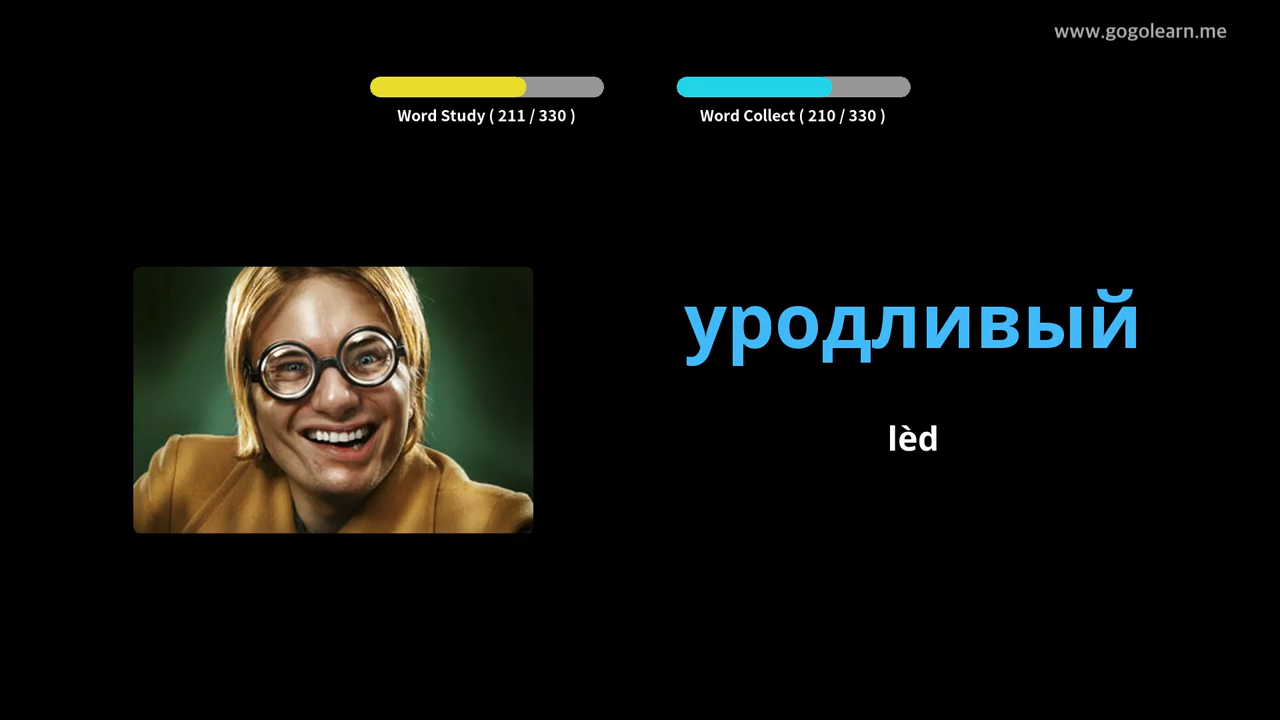 www.gogolearn.me
Word Study ( 211 / 330 )
Word Collect ( 210 / 330 )
уродливый
lèd